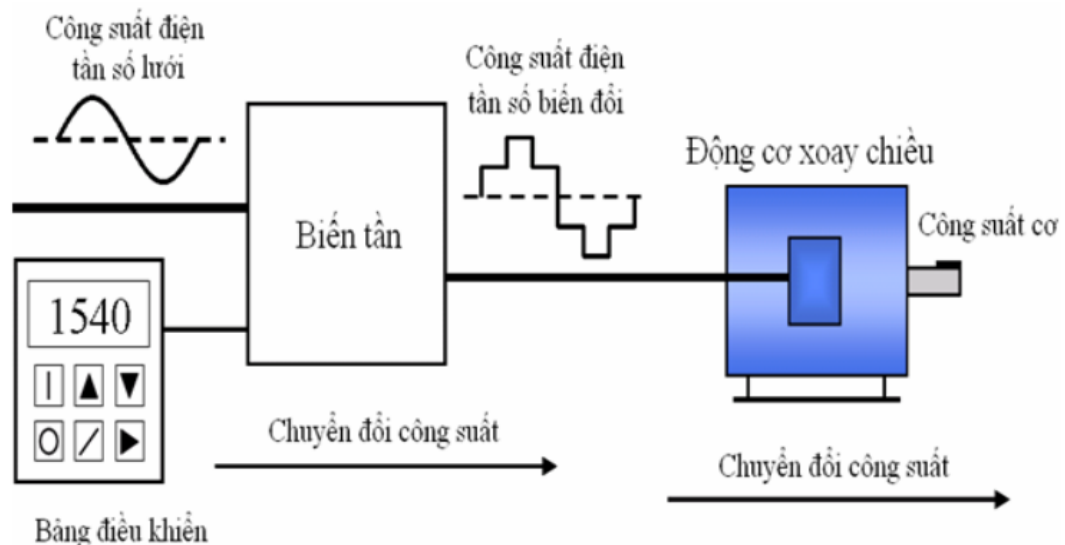 Công suất điện
tần số lưới
Công suất điện
tần số biến đổi
Động cơ xoay chiều
Biến tần
Công suất cơ
1540
Chuyển đổi công suất
Chuyển đổi công suất
Bảng điều khiển